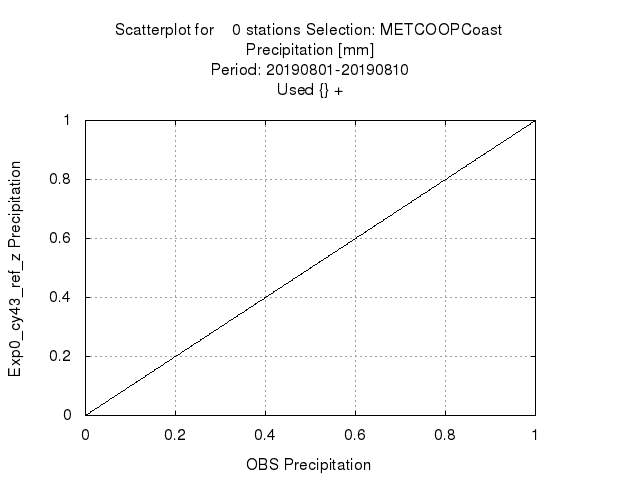 Scatterplot for    0 stations Selection: METCOOPCoast
Precipitation [mm]
Period: 20190801-20190810
Used {} +
1
0.8
0.6
0.4
0.2
0
Exp0_cy43_ref_z Precipitation
0 0.2 0.4 0.6 0.8 1
OBS Precipitation